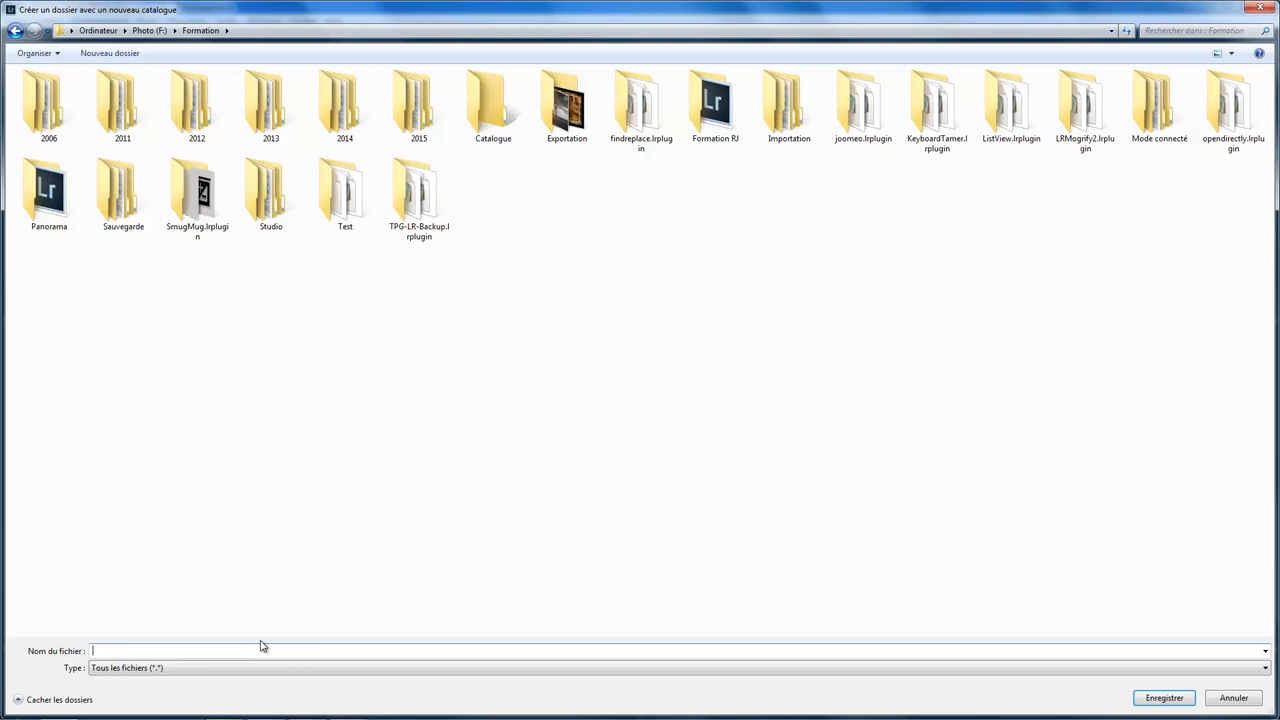 Créer un dossier avec un nouveau catalogue
Ordinateur Photo (F:) Formation
Rechercher dans : Formation
Organiser Nouveau dossier
2006 2011 2012 2013 2014 2015 Catalogue Exportation findreplace.lrplug Formation RJ Importation joomeo.lrplugin KeyboardTamer.l ListView.lrplugin LRMogrify2.lrplu Mode connecté opendirectly.lrplu
in rplugin gin gin
Panorama Sauvegarde SmugMug.lrplugi Studio Test TPG-LR-Backup.l
n rplugin
Nom du fichier :
Type : Tous les fichiers (*.*)
Cacher les dossiers Enregistrer Annuler